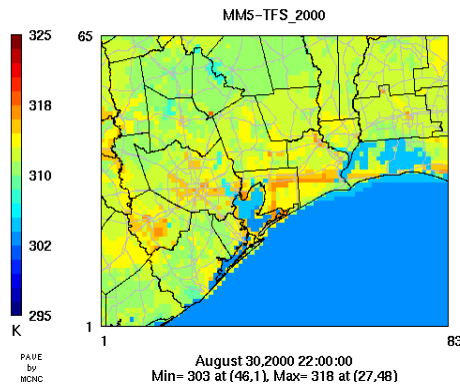 MM5-TFS_2000
325
318
310
302
295
K
65
1
1
83
PAVE
by
MCNC
August 30,2000 22:00:00
Min= 303 at (46,1), Max= 318 at (27,48)